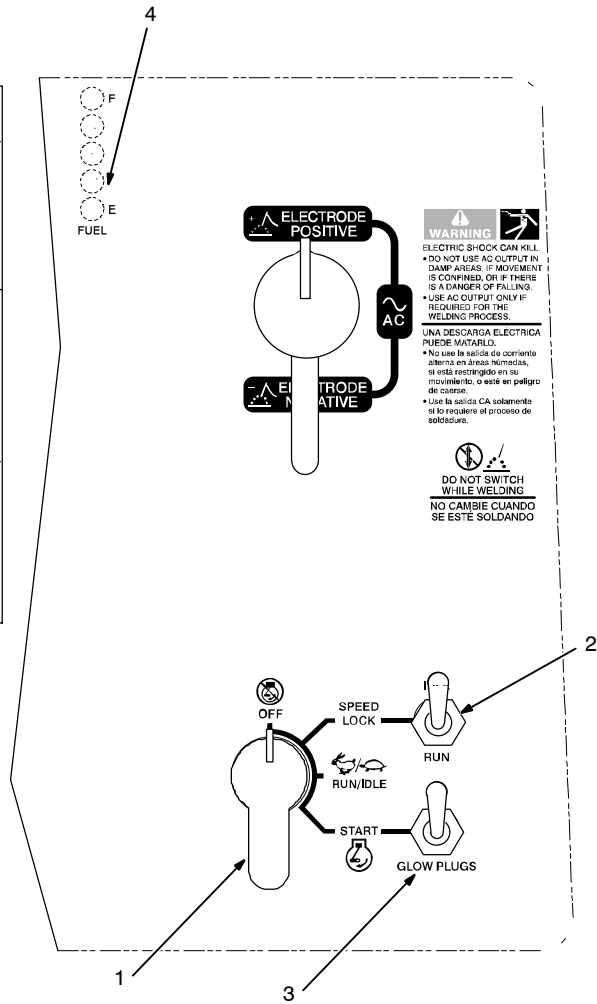 4
F
E
FUEL
ELECTRODE
POSITIVE
AC
ELECTRODE
WARNING
ELECTRIC SHOCK CAN KILL.
• DO NOT USE AC OUTPUT IN
DAMP AREAS, IF MOVEMENT
IS CONFINED, OR IF THERE
IS A DANGER OF FALLING.
• USE AC OUTPUT ONLY IF
REQUIRED FOR THE
WELDING PROCESS.
UNA DESCARGA ELECTRICA
PUEDE MATARLO.
• No use la salida de corriente
alterna en áreas húmedas,
si está restringido en su
movimiento, o esté en peligro
de caerse.
• Use la salida CA solamente
si lo requiere el proceso de
soldadura.
DO NOT SWITCH
WHILE WELDING
NO CAMBIE CUANDO
SE ESTÉ SOLDANDO
2
OFF
SPEED
LOCK
RUN
RUN/IDLE
START
GLOW PLUGS
1
3